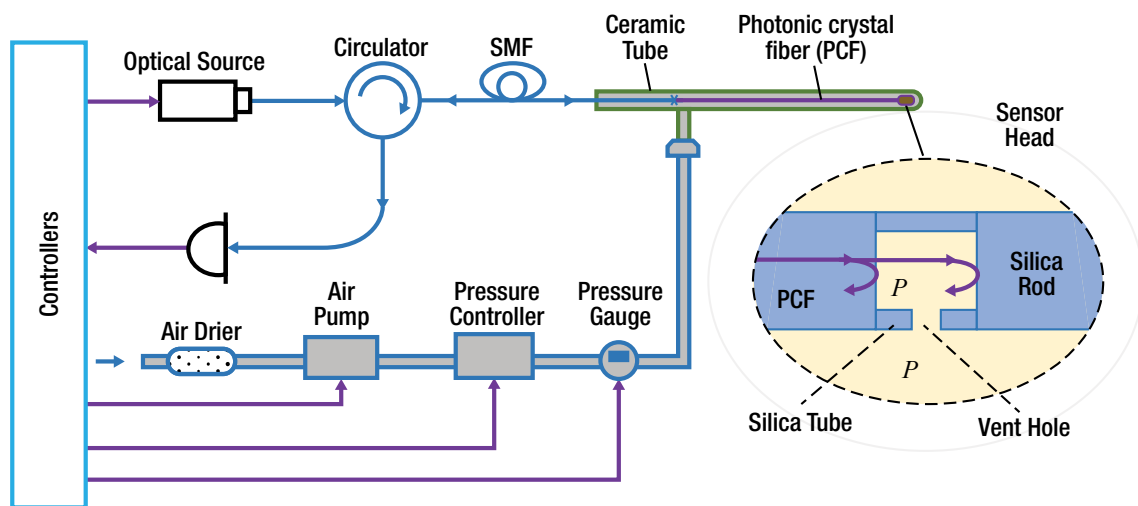 Ceramic
Tube
Photonic crystal
fiber (PCF)
Optical Source
Circulator
SMF
Sensor
Head
Controllers
PCF
P
Silica
Rod
P
Silica Tube
Vent Hole
Air Drier
Air
Pump
Pressure
Controller
Pressure
Gauge